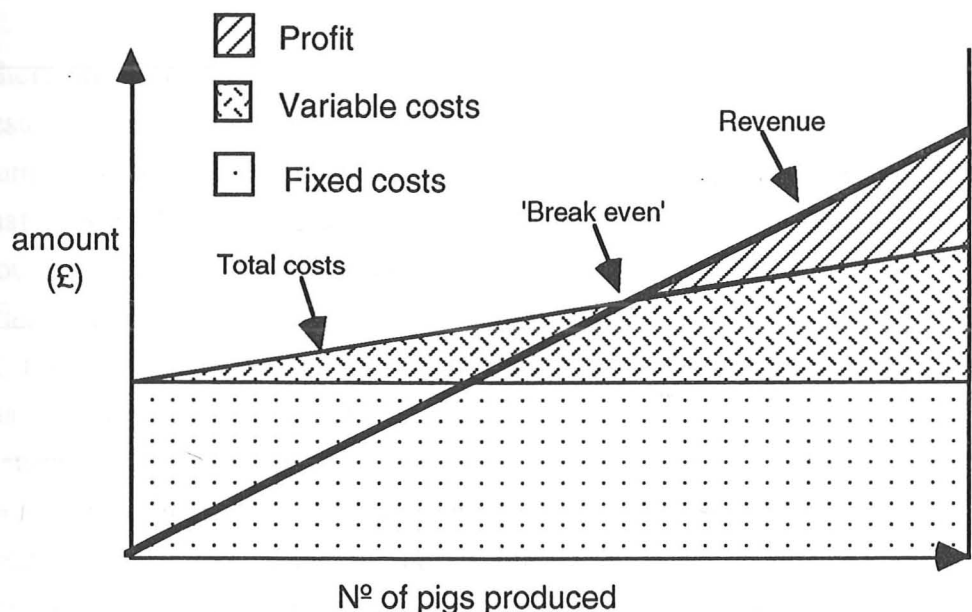 Profit
Variable costs
Fixed costs
Revenue
'Break even'
Total costs
amount
(£)
Nº of pigs produced